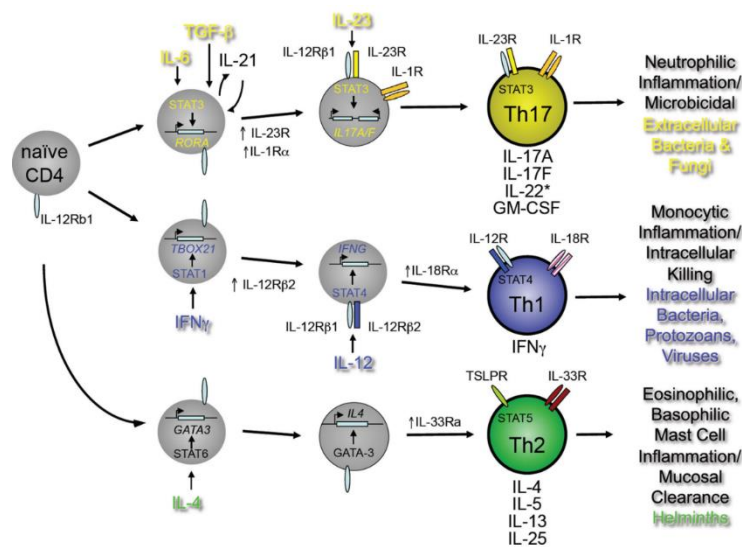 IL-23
TGF-β
IL-6
IL-21
IL-12Rβ1
IL-23R
IL-1R
STAT3
RORA
↑ IL-23R
↑IL-1Rα
STAT3
IL17A/F
IL-23R
IL-1R
STAT3
Th17
IL-17A
IL-17F
IL-22*
GM-CSF
Neutrophilic
Inflammation/
Microbicidal
Extracellular
Bacteria &
Fungi
naïve
CD4
IL-12Rb1
TBOX21
STAT1
IFNγ
↑ IL-12Rβ2
IFNG
STAT4
IL-12Rβ1
IL-12Rβ2
IL-12
↑IL-18Rα
IL-12R
IL-18R
STAT4
Th1
IFNγ
Monocytic
Inflammation/
Intracellular
Killing
Intracellular
Bacteria,
Protozoans,
Viruses
GATA3
STAT6
IL-4
IL4
GATA-3
↑IL-33Ra
TSLPR
IL-33R
STAT5
Th2
IL-4
IL-5
IL-13
IL-25
Eosinophilic,
Basophilic
Mast Cell
Inflammation/
Mucosal
Clearance
Helminths